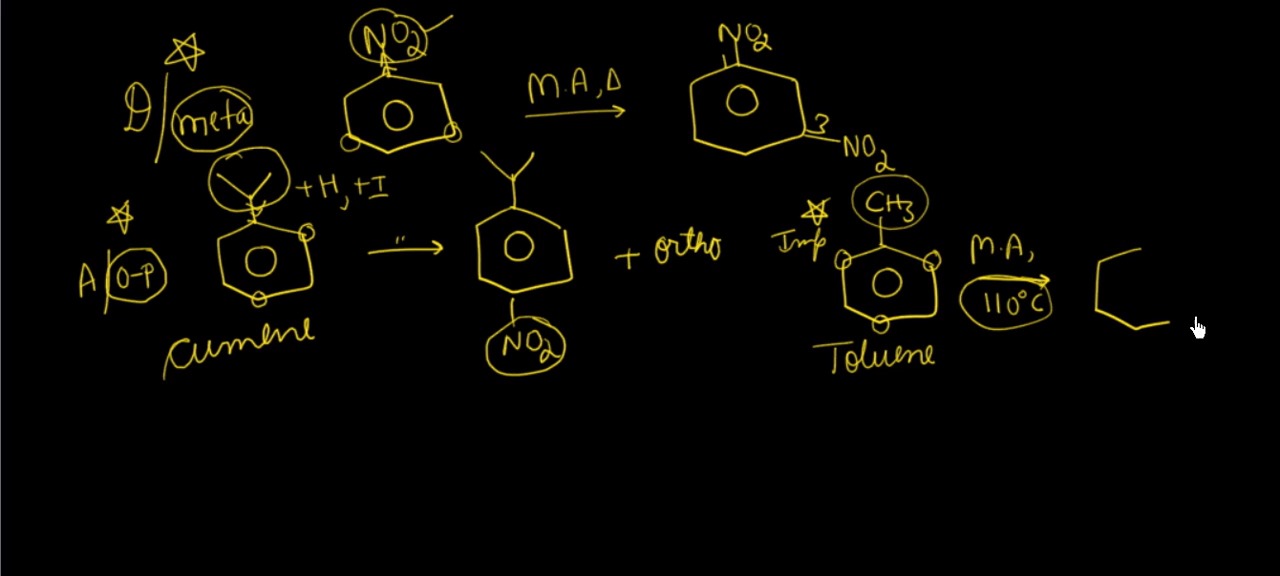 NO₂
D/meta
M.A, Δ
NO₂
3
NO₂
+H, +I
A/O-P
Cumene
"
NO₂
+ ortho
Imp
CH₃
Toluene
M.A,
110°C